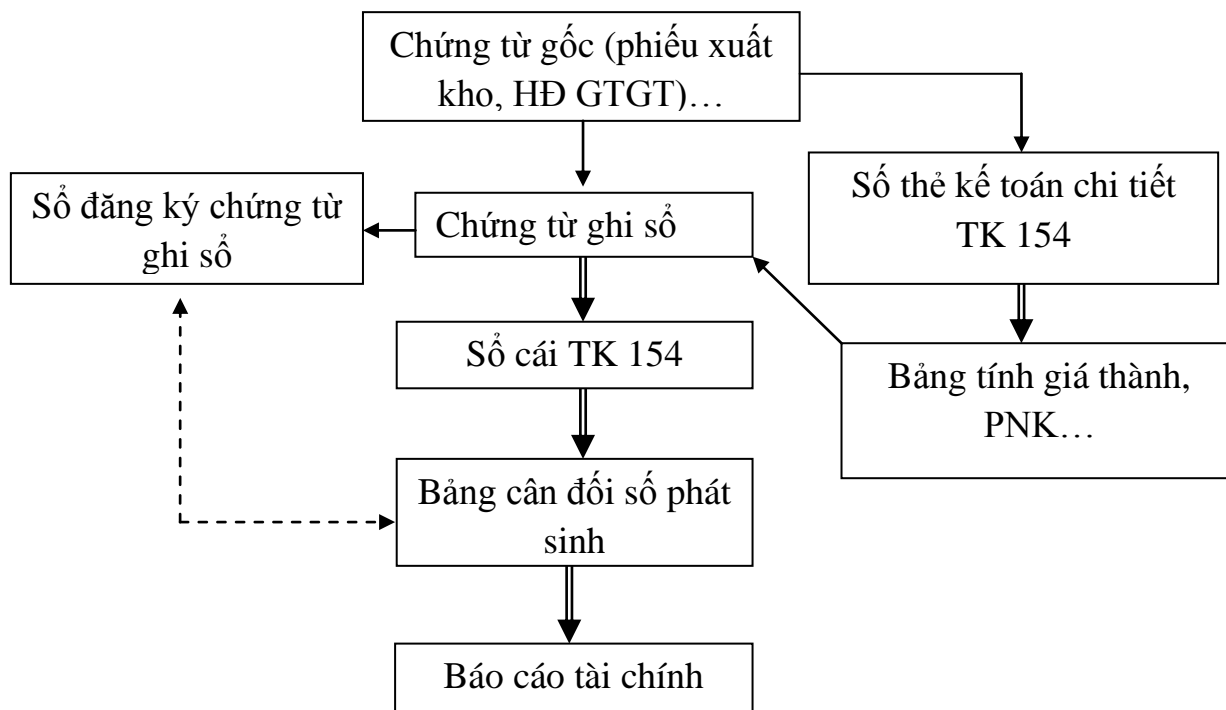 Chứng từ gốc (phiếu xuất
kho, HĐ GTGT)…
Số thẻ kế toán chi tiết
TK 154
Sổ đăng ký chứng từ
ghi sổ
Chứng từ ghi sổ
Sổ cái TK 154
Bảng tính giá thành,
PNK…
Bảng cân đối số phát
sinh
Báo cáo tài chính